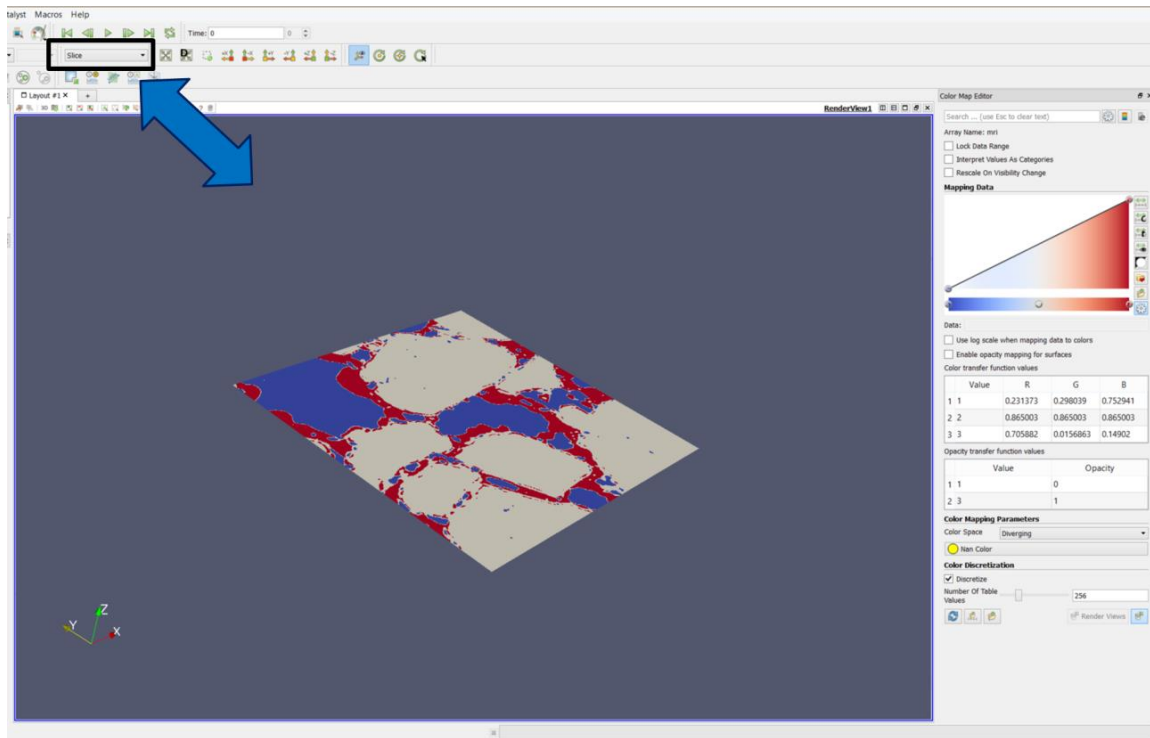 talyst Macros Help
Time: 0 0
Slice
Layout #1 × +
3D
RenderView1
Color Map Editor
Search ... (use Esc to clear text)
Array Name: mri
Lock Data Range
Interpret Values As Categories
Rescale On Visibility Change
Mapping Data
Data:
Use log scale when mapping data to colors
Enable opacity mapping for surfaces
Color transfer function values
Value R G B
1 1 0.231373 0.298039 0.752941
2 2 0.865003 0.865003 0.865003
3 3 0.705882 0.0156863 0.14902
Opacity transfer function values
Value Opacity
1 1 0
2 3 1
Color Mapping Parameters
Color Space Diverging
Nan Color
Color Discretization
Discretize
Number Of Table
Values
256
Render Views
Z
Y
X